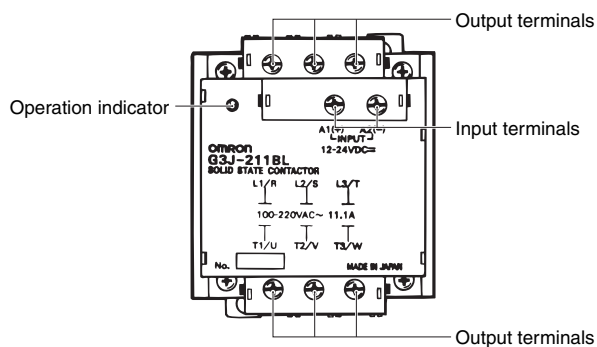 Output terminals
Operation indicator
Input terminals
A1(+) A2(−)
INPUT
12-24VDC⎓
OMRON
G3J-211BL
SOLID STATE CONTACTOR
L1/R L2/S L3/T
100-220VAC~ 11.1A
T1/U T2/V T3/W
No. MADE IN JAPAN
Output terminals